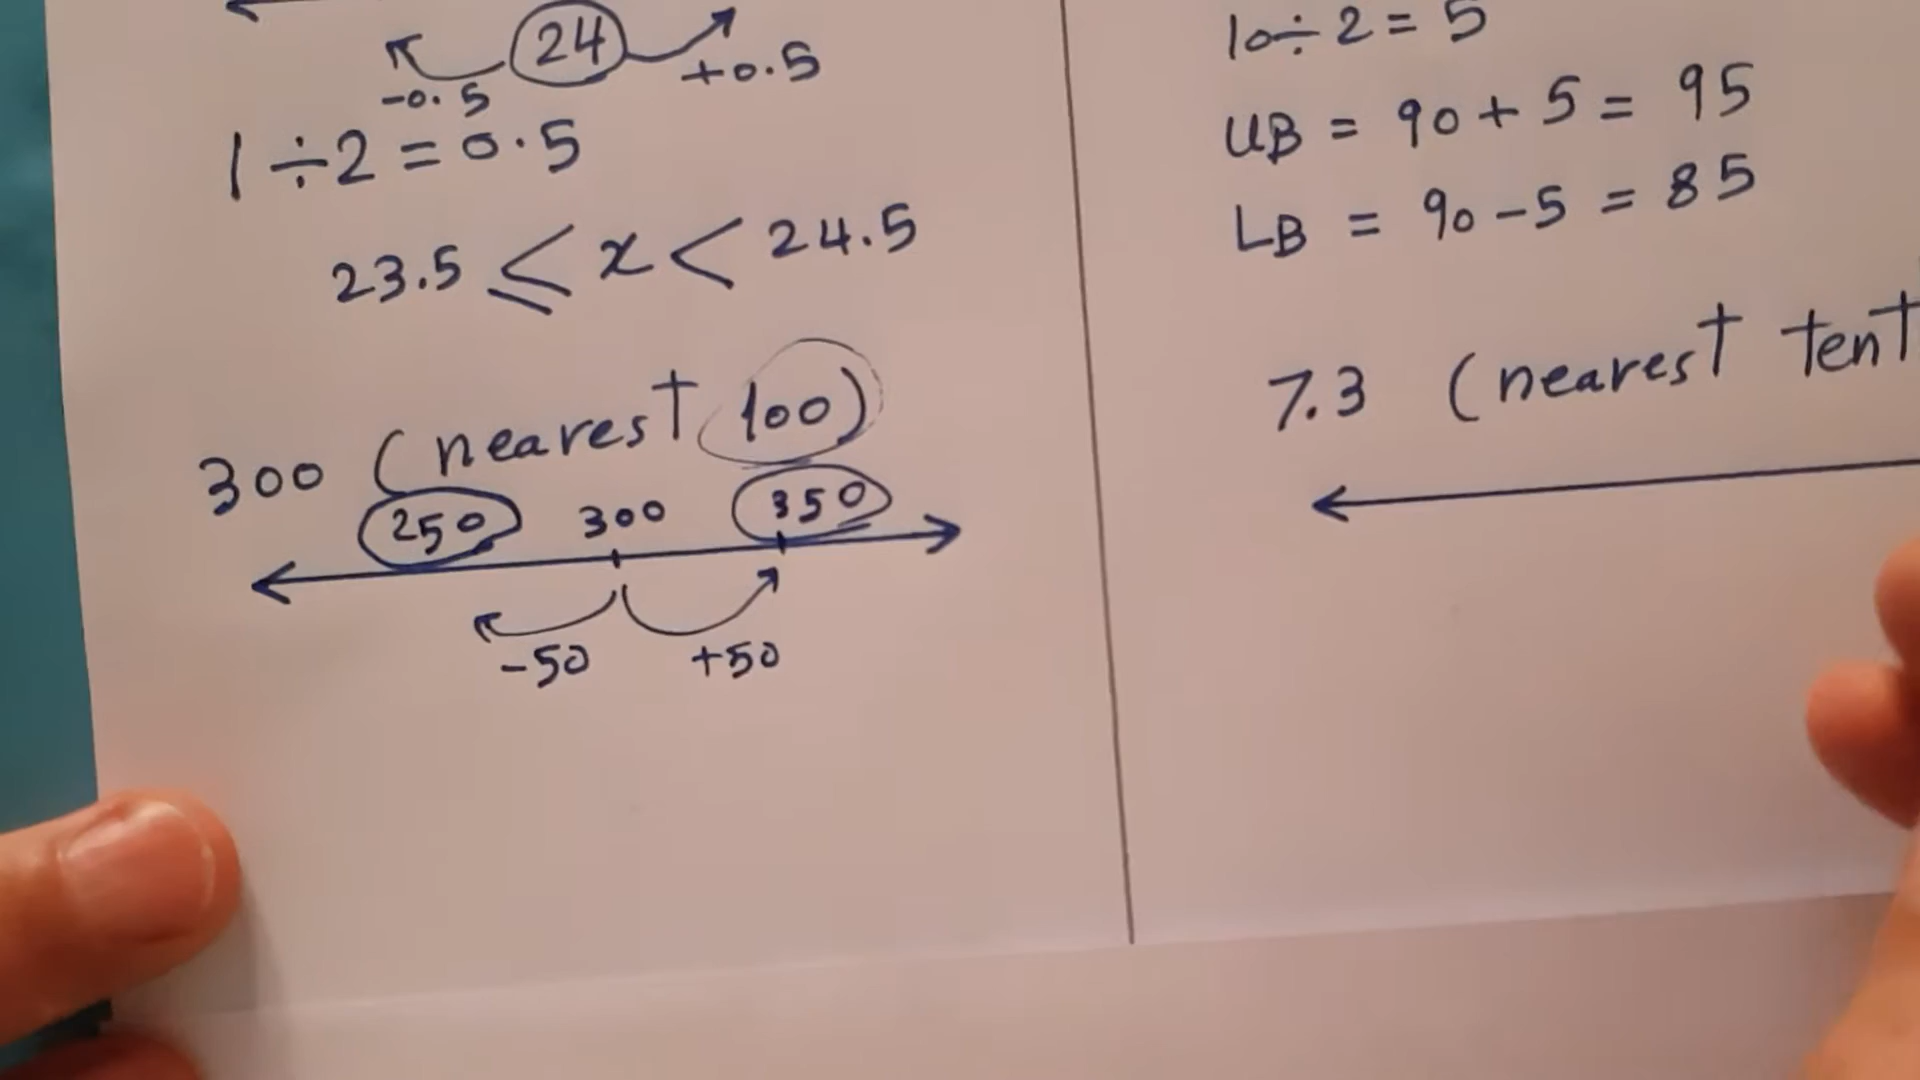 24
-0.5 +0.5
1 ÷ 2 = 0.5
23.5 ≤ x < 24.5
300 (nearest 100)
250 300 350
-50 +50
10 ÷ 2 = 5
UB = 90 + 5 = 95
LB = 90 - 5 = 85
7.3 (nearest tent